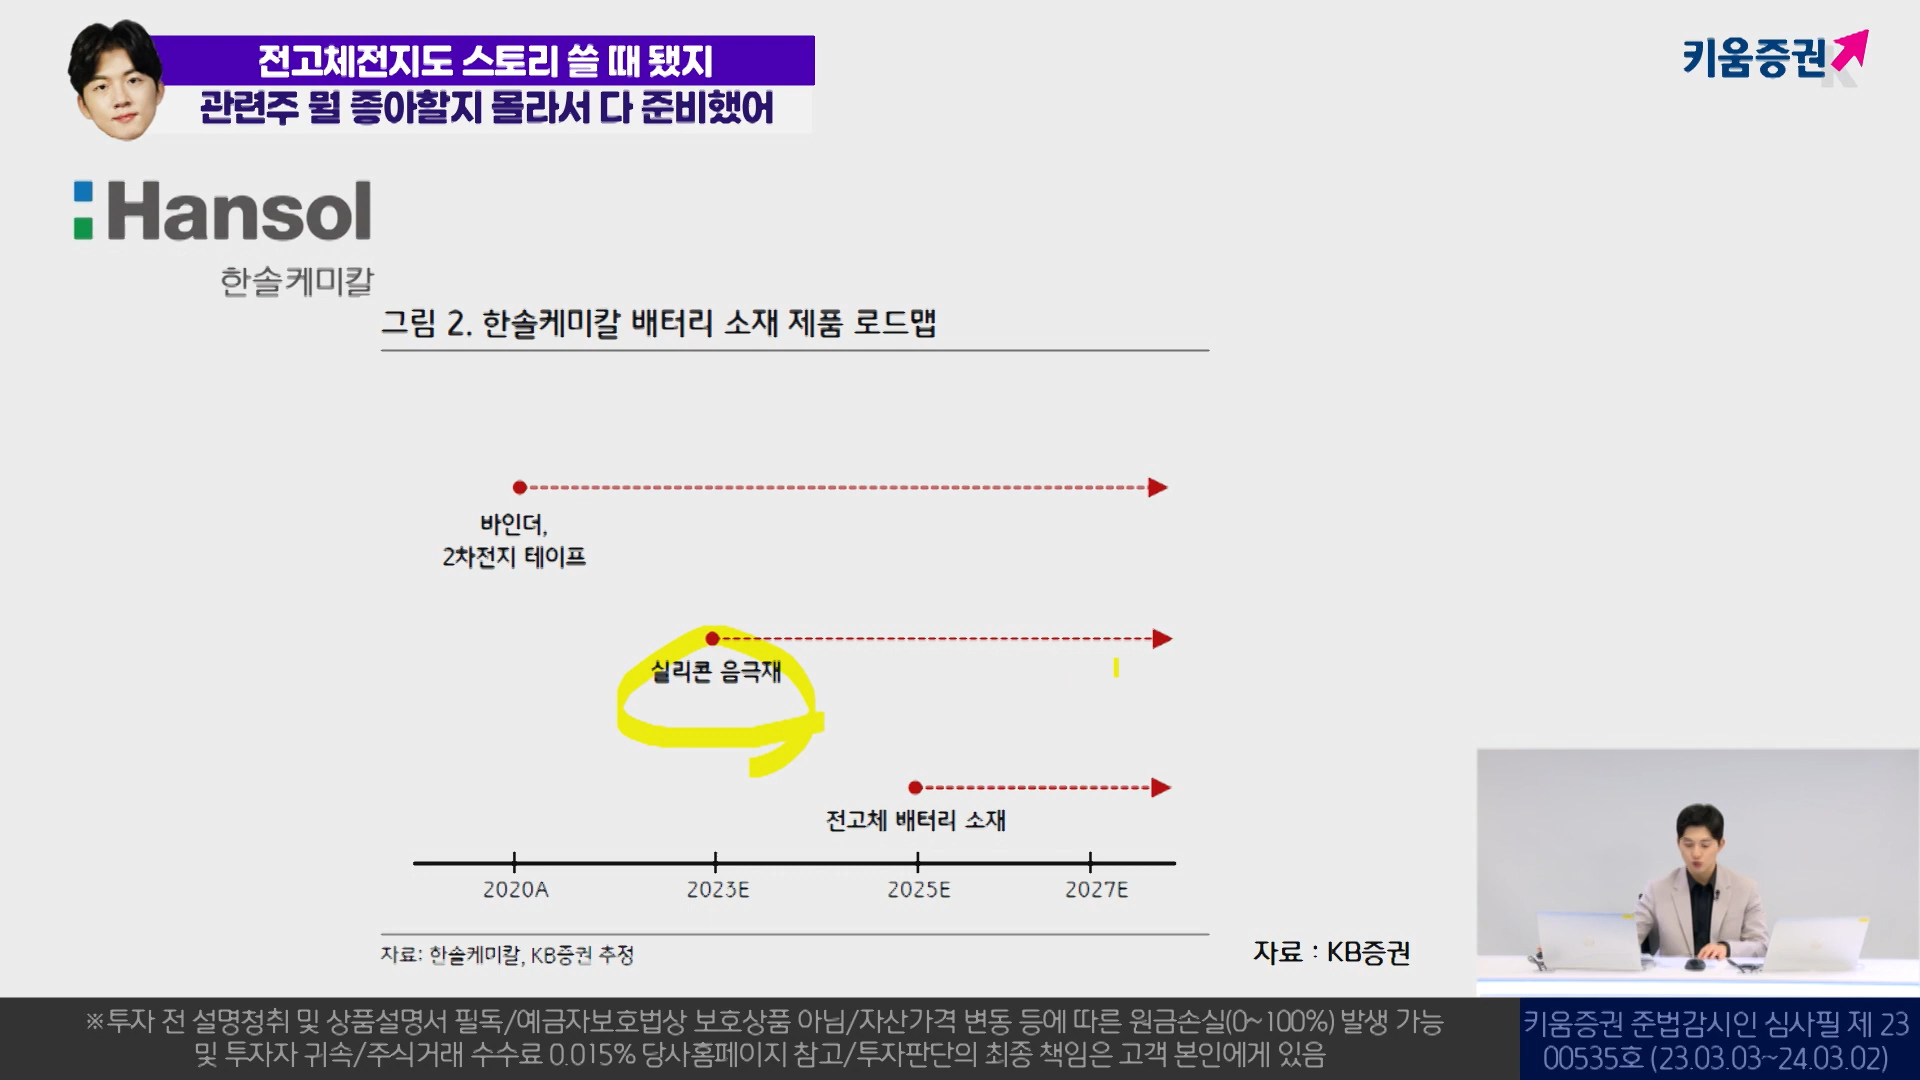 전고체전지도 스토리 쓸 때 됐지
관련주 뭘 좋아할지 몰라서 다 준비했어
키움증권
Hansol
한솔케미칼
그림 2. 한솔케미칼 배터리 소재 제품 로드맵
바인더,
2차전지 테이프
실리콘 음극재
전고체 배터리 소재
2020A 2023E 2025E 2027E
자료: 한솔케미칼, KB증권 추정
자료 : KB증권
※투자 전 설명청취 및 상품설명서 필독/예금자보호법상 보호상품 아님/자산가격 변동 등에 따른 원금손실(0~100%) 발생 가능
및 투자자 귀속/주식거래 수수료 0.015% 당사홈페이지 참고/투자판단의 최종 책임은 고객 본인에게 있음
키움증권 준법감시인 심사필 제 23
00535호 (23.03.03~24.03.02)